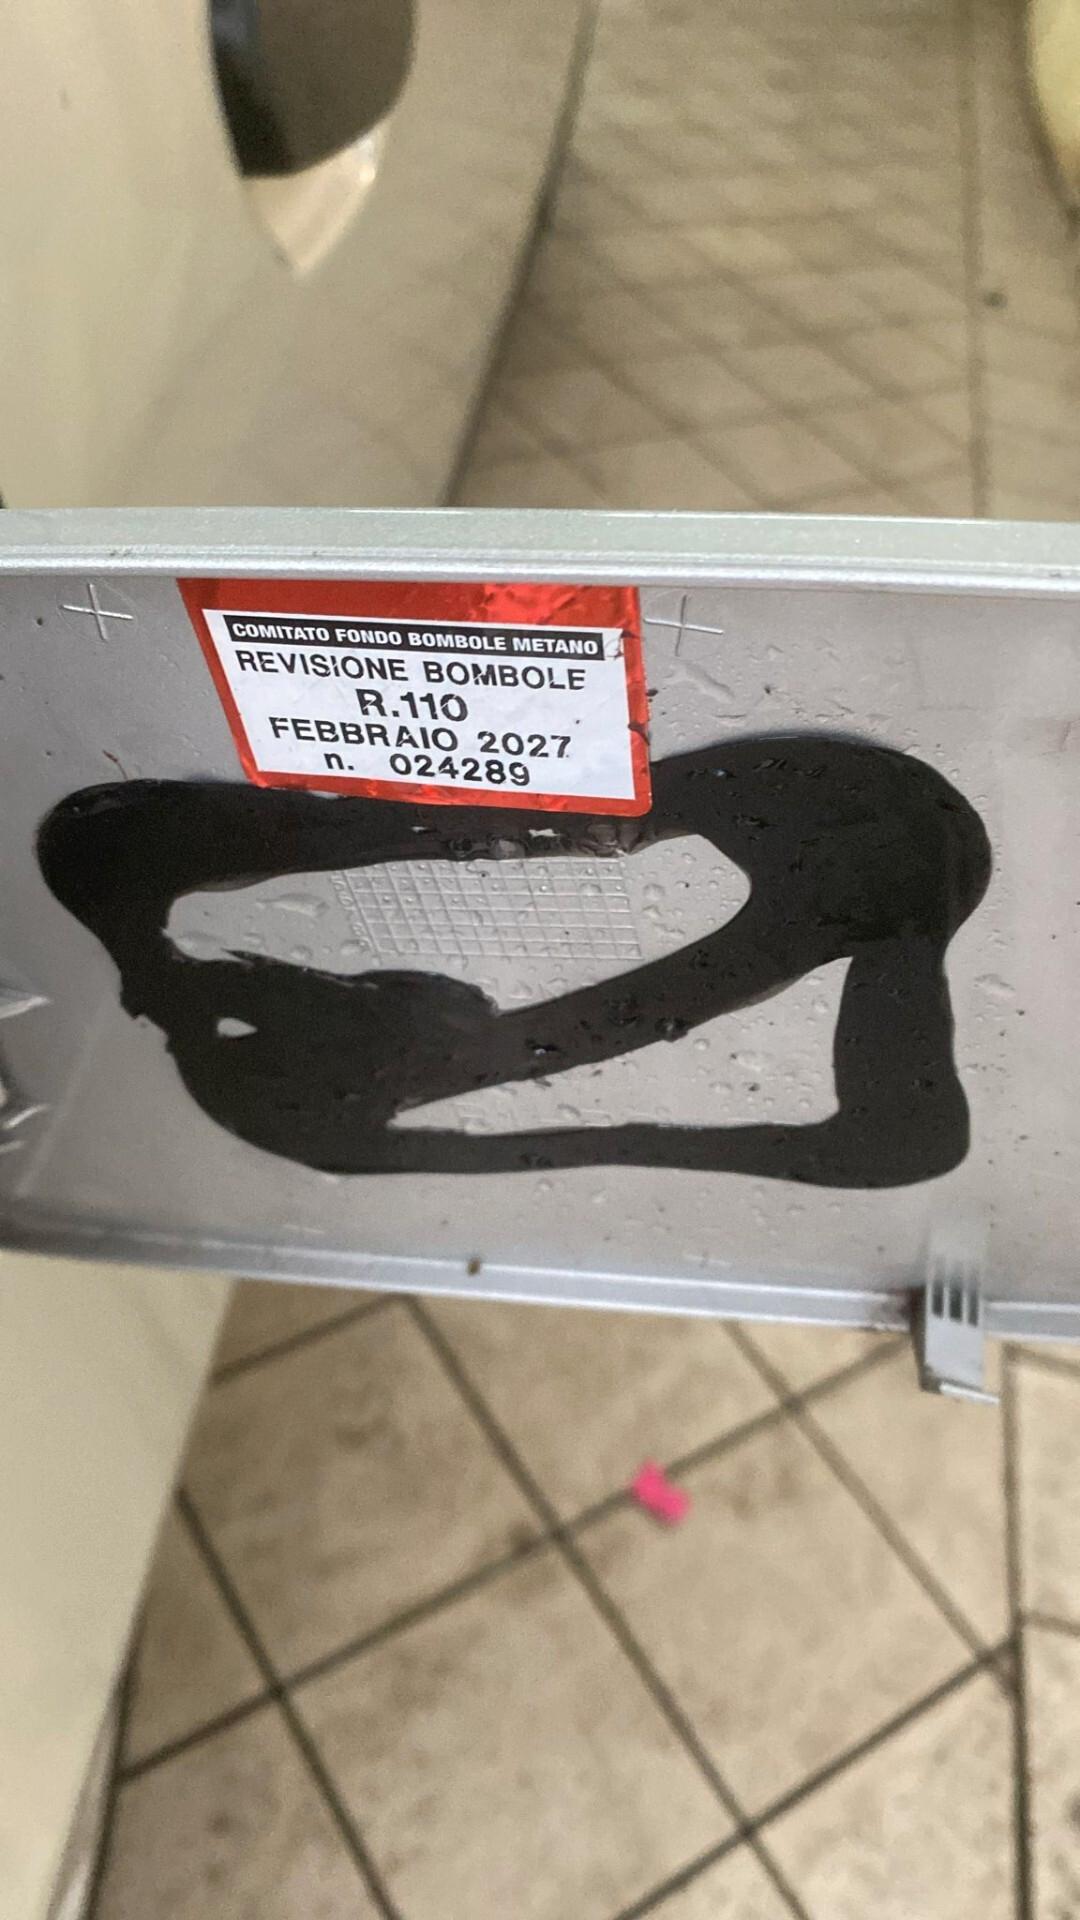 COMITATO FONDO BOMBOLE METANO
REVISIONE BOMBOLE
R.110
FEBBRAIO 2027
n. 024289